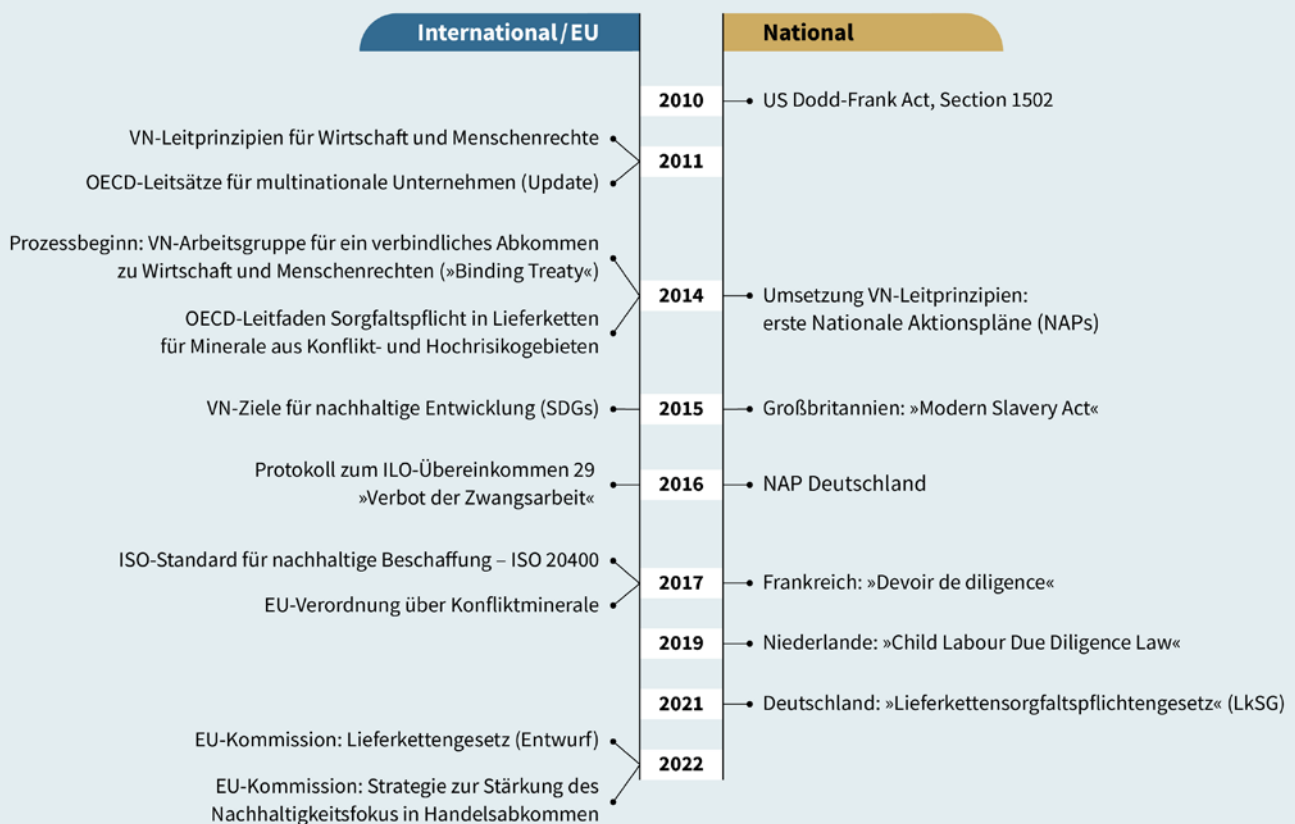 International/EU
National
2010
US Dodd-Frank Act, Section 1502
VN-Leitprinzipien für Wirtschaft und Menschenrechte
2011
OECD-Leitsätze für multinationale Unternehmen (Update)
Prozessbeginn: VN-Arbeitsgruppe für ein verbindliches Abkommen
zu Wirtschaft und Menschenrechten (»Binding Treaty«)
2014
Umsetzung VN-Leitprinzipien:
erste Nationale Aktionspläne (NAPs)
OECD-Leitfaden Sorgfaltspflicht in Lieferketten
für Minerale aus Konflikt- und Hochrisikogebieten
VN-Ziele für nachhaltige Entwicklung (SDGs)
2015
Großbritannien: »Modern Slavery Act«
Protokoll zum ILO-Übereinkommen 29
»Verbot der Zwangsarbeit«
2016
NAP Deutschland
ISO-Standard für nachhaltige Beschaffung – ISO 20400
2017
Frankreich: »Devoir de diligence«
EU-Verordnung über Konfliktminerale
2019
Niederlande: »Child Labour Due Diligence Law«
2021
Deutschland: »Lieferkettensorgfaltspflichtengesetz« (LkSG)
EU-Kommission: Lieferkettengesetz (Entwurf)
2022
EU-Kommission: Strategie zur Stärkung des
Nachhaltigkeitsfokus in Handelsabkommen